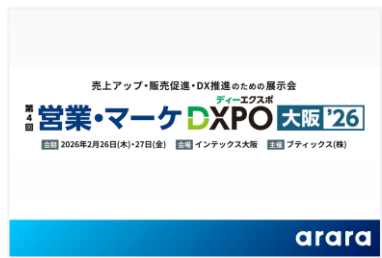 売上アップ・販売促進・DX推進のための展示会
ディーエクスポ
第4回 営業・マーケ DXPO 大阪 '26
会期 2026年2月26日(木)・27日(金) 会場 インテックス大阪 主催 ブティックス(株)
arara